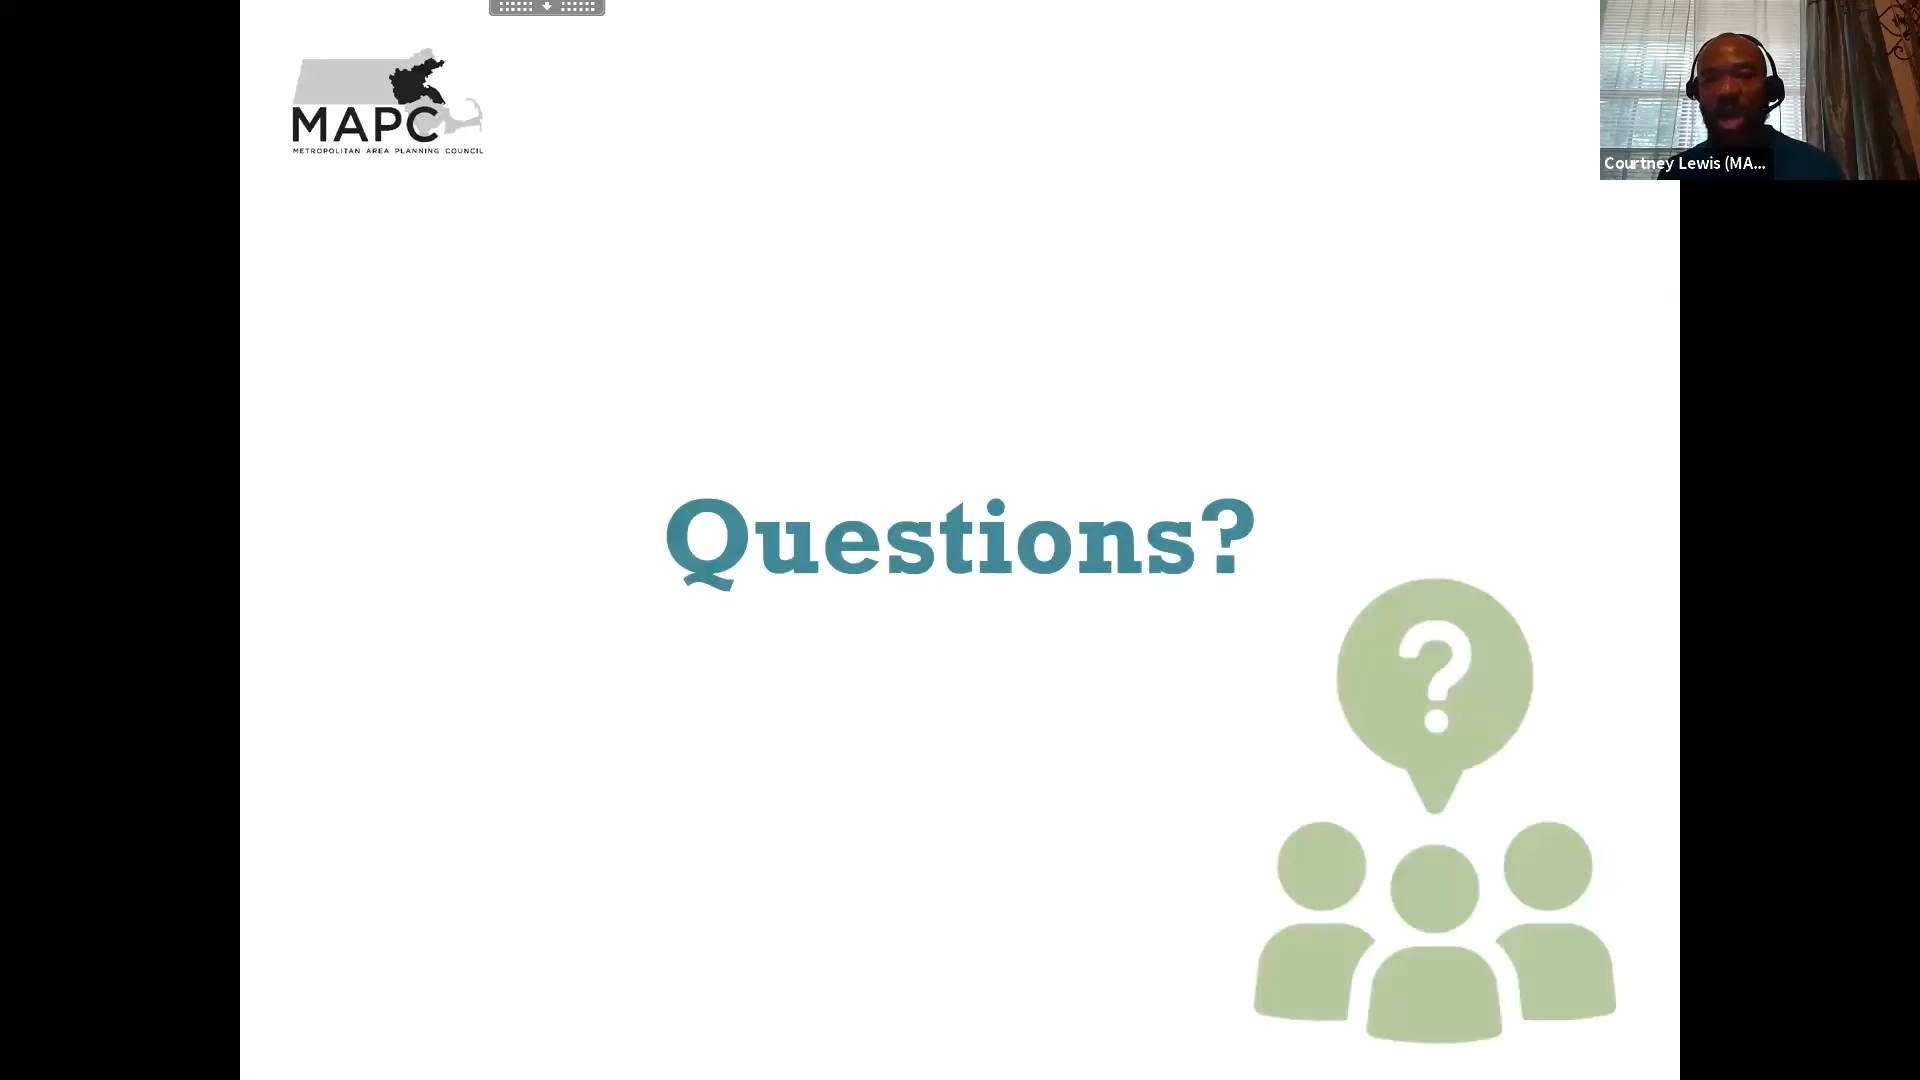 MAPC
METROPOLITAN AREA PLANNING COUNCIL
Courtney Lewis (MA...
Questions?
?